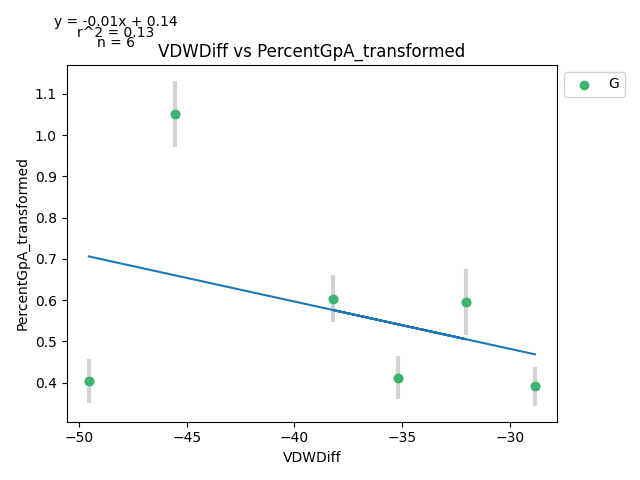 y = -0.01x + 0.14
r^2 = 0.13
n = 6
VDWDiff vs PercentGpA_transformed
G
PercentGpA_transformed
1.1
1.0
0.9
0.8
0.7
0.6
0.5
0.4
−50
−45
−40
−35
−30
VDWDiff